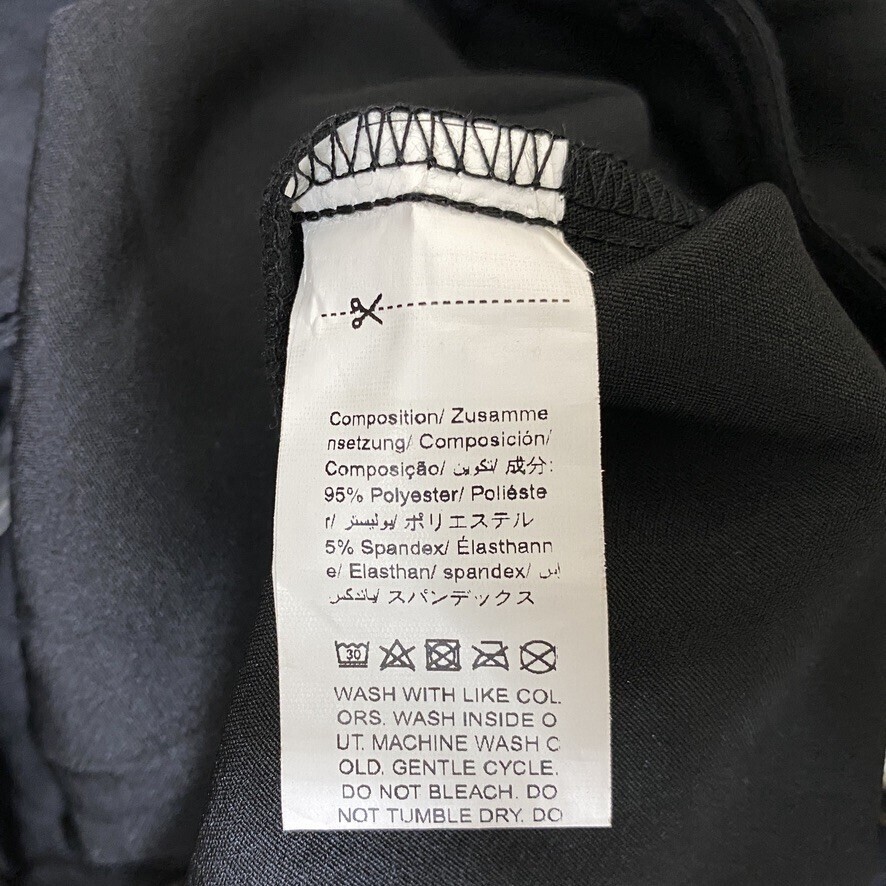 Composition/ Zusamme
nsetzung/ Composición/
Composição/ تكوين/ 成分:
95% Polyester/ Poliéste
r/ بوليستر/ ポリエステル
5% Spandex/ Élasthann
e/ Elasthan/ spandex/
スパンデックス
30
WASH WITH LIKE COL
ORS. WASH INSIDE O
UT. MACHINE WASH C
OLD. GENTLE CYCLE.
DO NOT BLEACH. DO
NOT TUMBLE DRY. DO